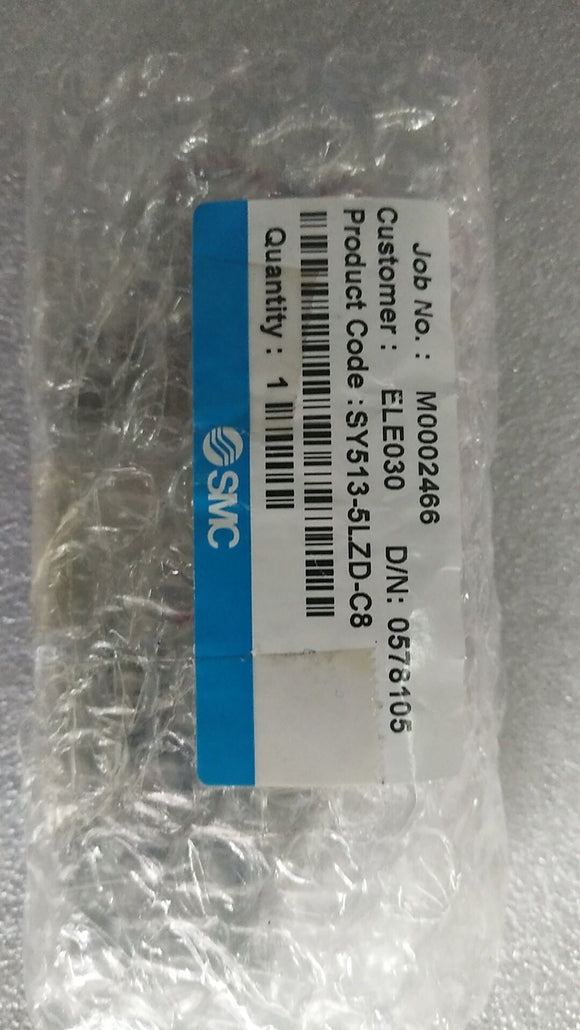 Job No. : M0002466
Customer : ELE030 D/N: 0578105
Product Code : SY513-5LZD-C8
Quantity : 1
SMC